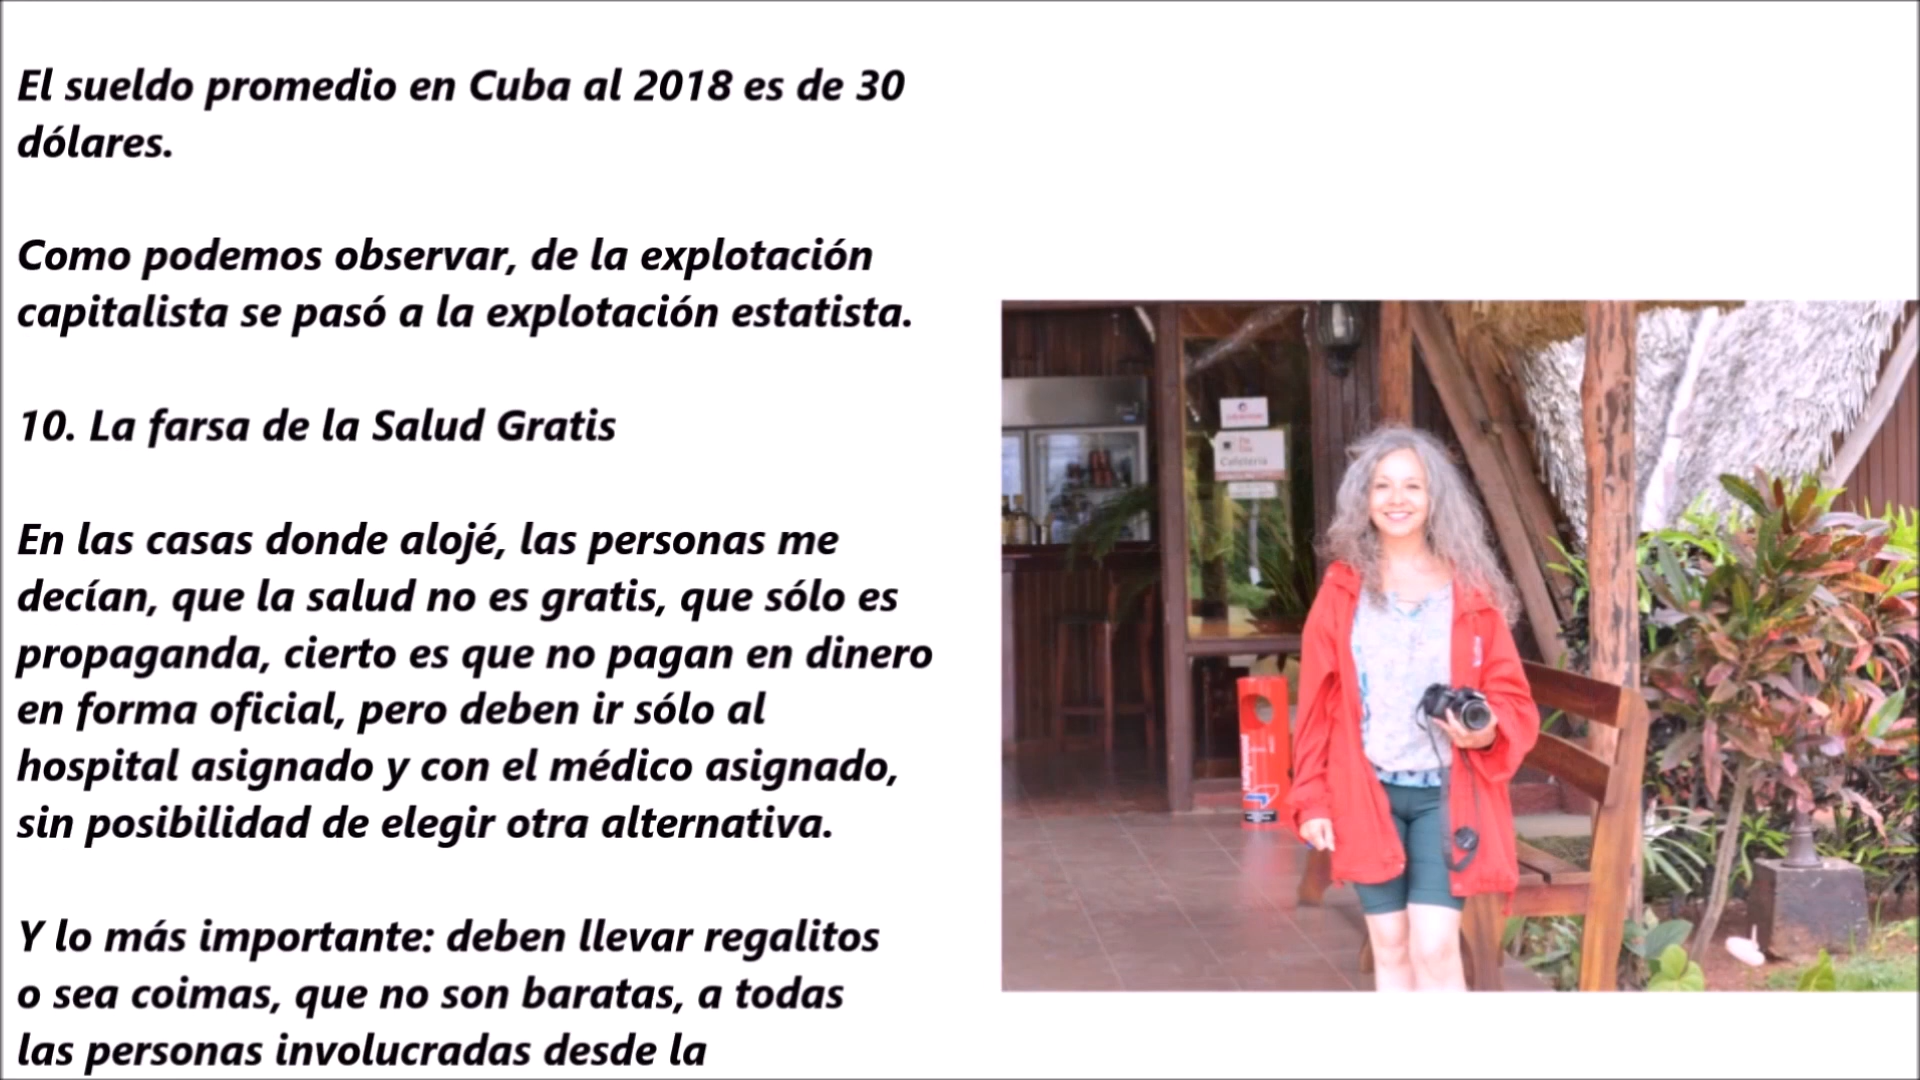 El sueldo promedio en Cuba al 2018 es de 30
dólares.
Como podemos observar, de la explotación
capitalista se pasó a la explotación estatista.
10. La farsa de la Salud Gratis
En las casas donde alojé, las personas me
decían, que la salud no es gratis, que sólo es
propaganda, cierto es que no pagan en dinero
en forma oficial, pero deben ir sólo al
hospital asignado y con el médico asignado,
sin posibilidad de elegir otra alternativa.
Y lo más importante: deben llevar regalitos
o sea coimas, que no son baratas, a todas
las personas involucradas desde la
Cafetería